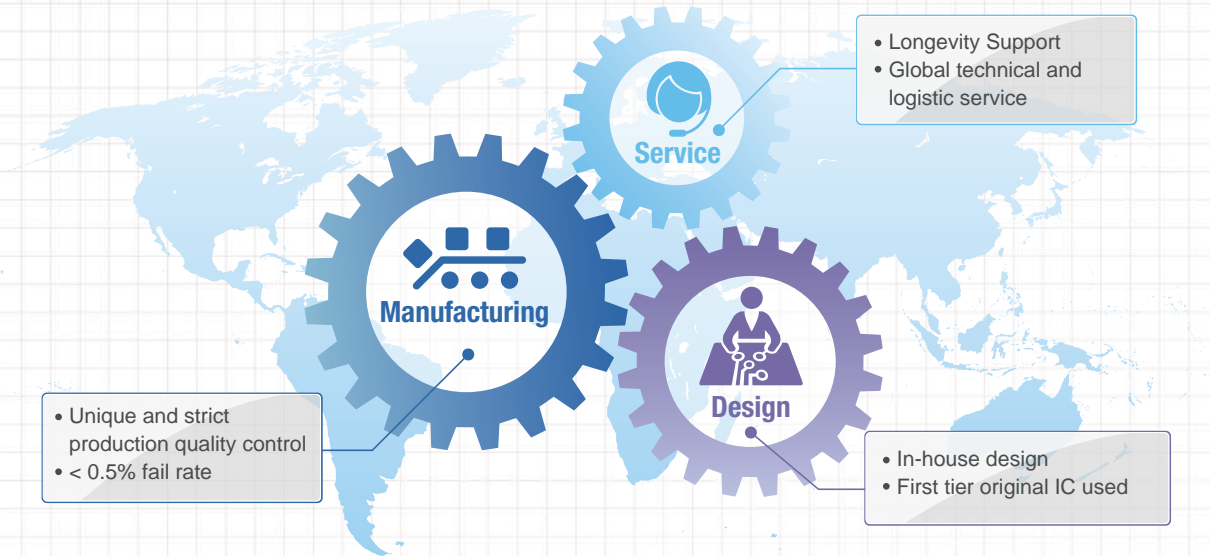 • Longevity Support
• Global technical and
logistic service
Service
Manufacturing
• Unique and strict
production quality control
• < 0.5% fail rate
Design
• In-house design
• First tier original IC used